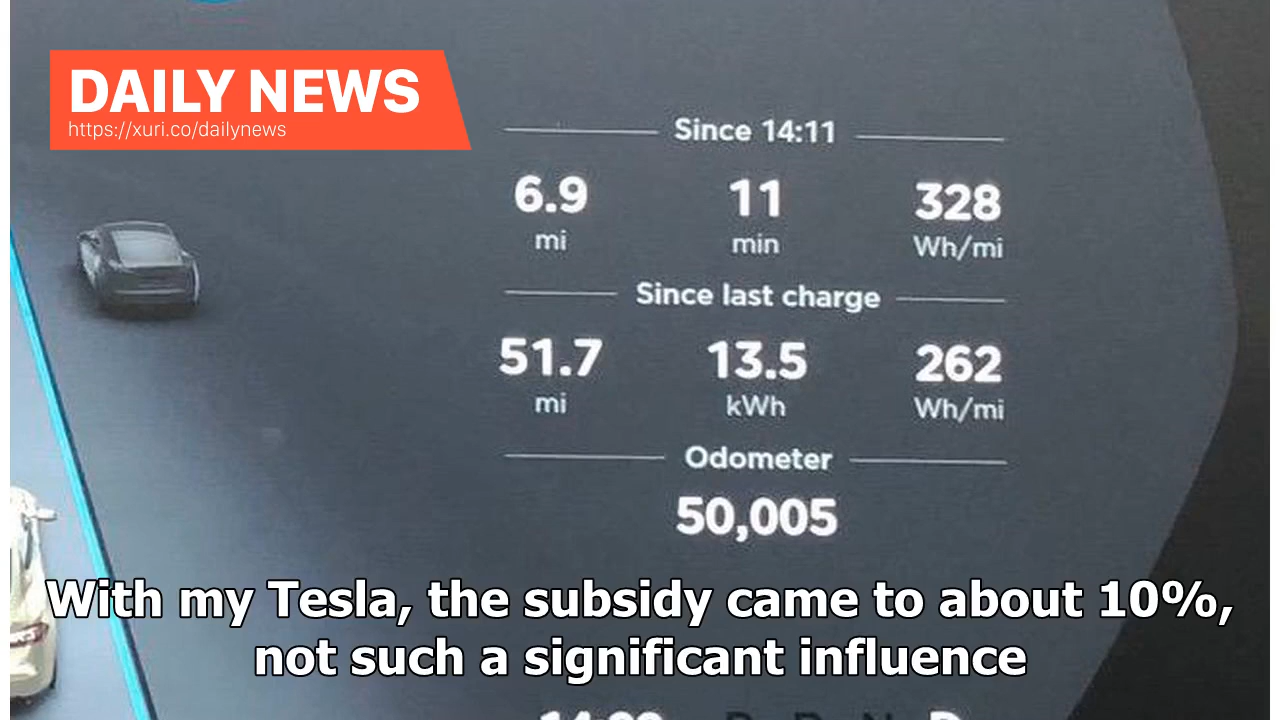 DAILY NEWS
https://xuri.co/dailynews
Since 14:11
6.9 11 328
mi min Wh/mi
Since last charge
51.7 13.5 262
mi kWh Wh/mi
Odometer
50,005
With my Tesla, the subsidy came to about 10%,
not such a significant influence